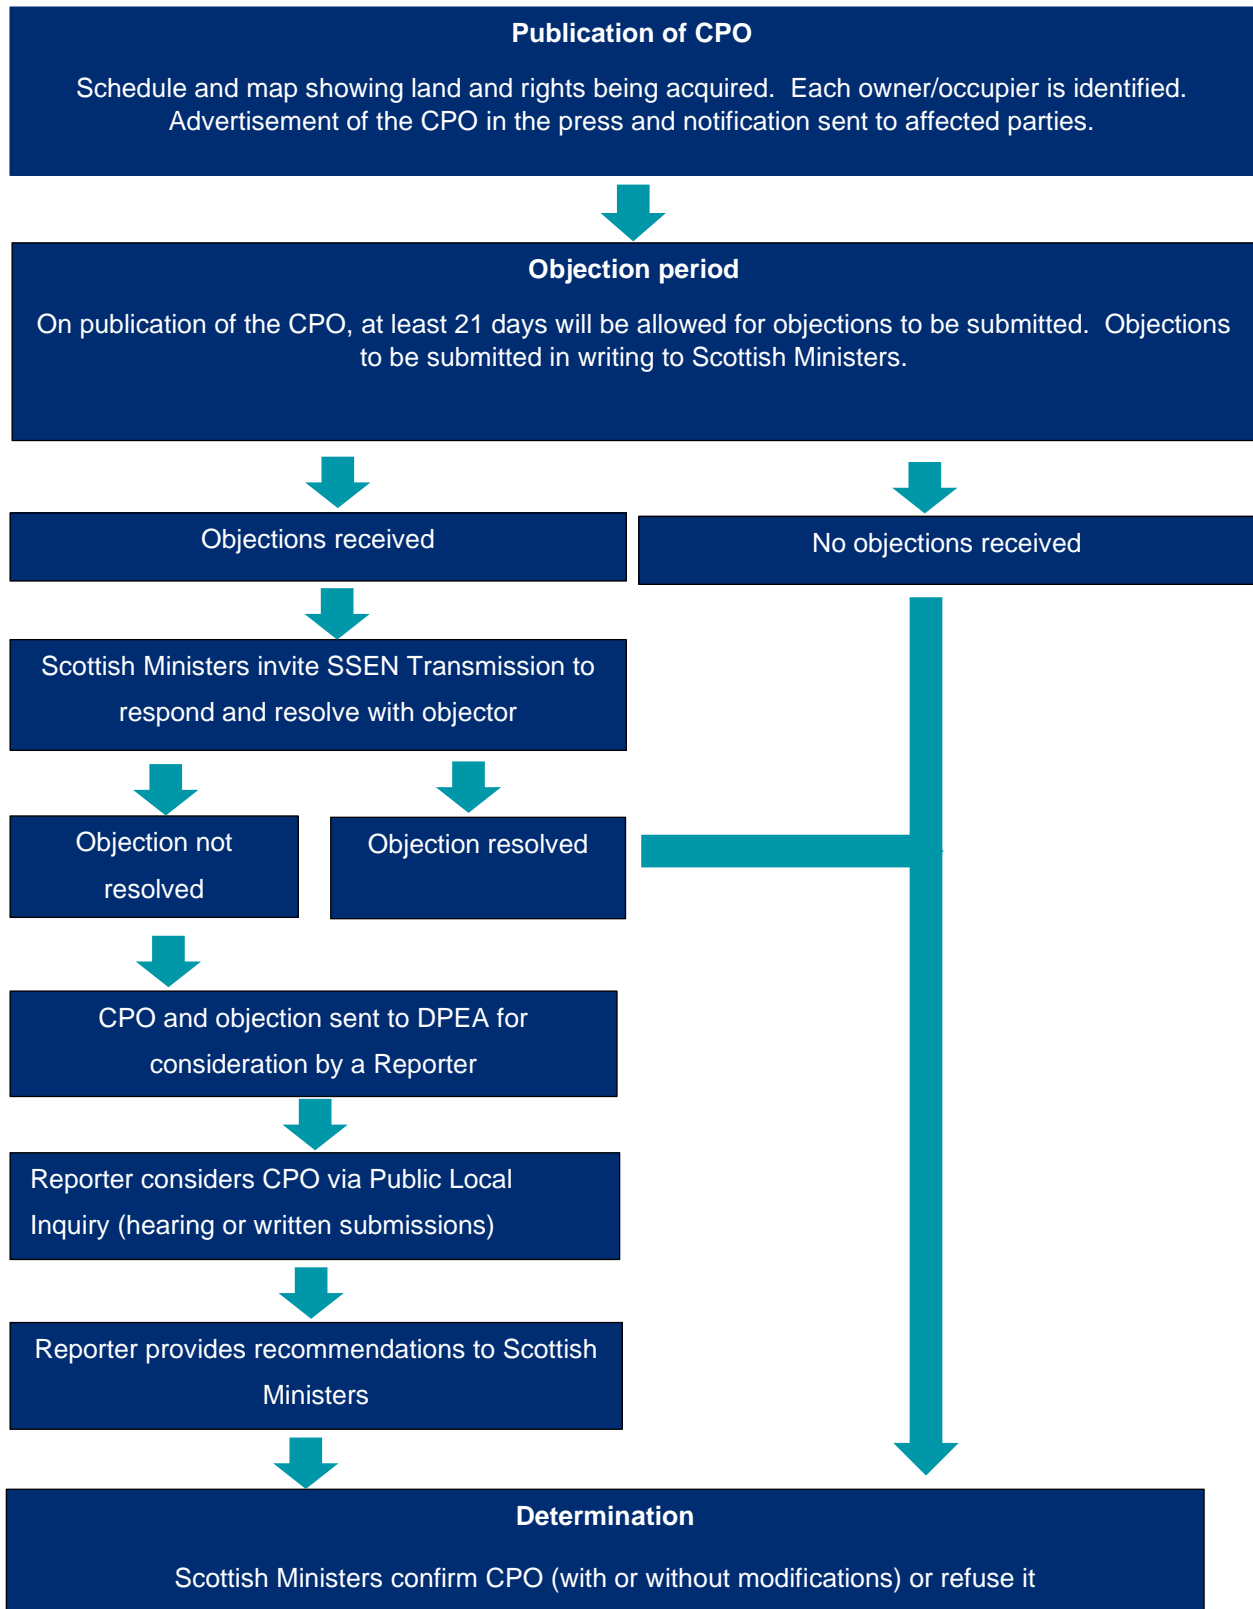 Publication of CPO
Schedule and map showing land and rights being acquired.  Each owner/occupier is identified.
Advertisement of the CPO in the press and notification sent to affected parties.
Objection period
On publication of the CPO, at least 21 days will be allowed for objections to be submitted.  Objections
to be submitted in writing to Scottish Ministers.
Objections received
No objections received
Scottish Ministers invite SSEN Transmission to
respond and resolve with objector
Objection not
resolved
Objection resolved
CPO and objection sent to DPEA for
consideration by a Reporter
Reporter considers CPO via Public Local
Inquiry (hearing or written submissions)
Reporter provides recommendations to Scottish
Ministers
Determination
Scottish Ministers confirm CPO (with or without modifications) or refuse it